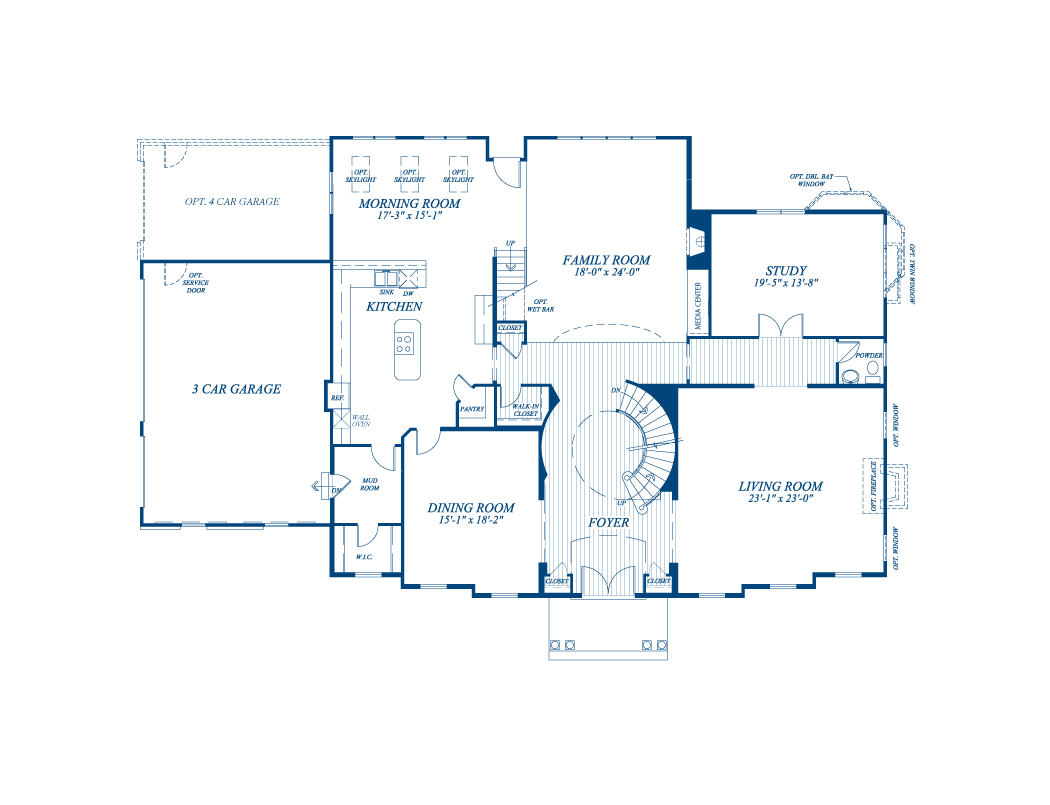 OPT.
SKYLIGHT
OPT.
SKYLIGHT
OPT.
SKYLIGHT
OPT. DBL. BAY
WINDOW
OPT. 4 CAR GARAGE
MORNING ROOM
17'-3" x 15'-1"
UP
FAMILY ROOM
18'-0" x 24'-0"
STUDY
19'-5" x 13'-8"
OPT. TWIN WINDOW
OPT.
SERVICE
DOOR
SINK
DW
KITCHEN
OPT.
WET BAR
MEDIA CENTER
CLOSET
POWDER
3 CAR GARAGE
REF.
PANTRY
WALK-IN
CLOSET
DN
WALL
OVEN
OPT. WINDOW
MUD
ROOM
DN
LIVING ROOM
23'-1" x 23'-0"
OPT. FIREPLACE
DINING ROOM
15'-1" x 18'-2"
UP
FOYER
OPT. WINDOW
W.I.C.
CLOSET
CLOSET